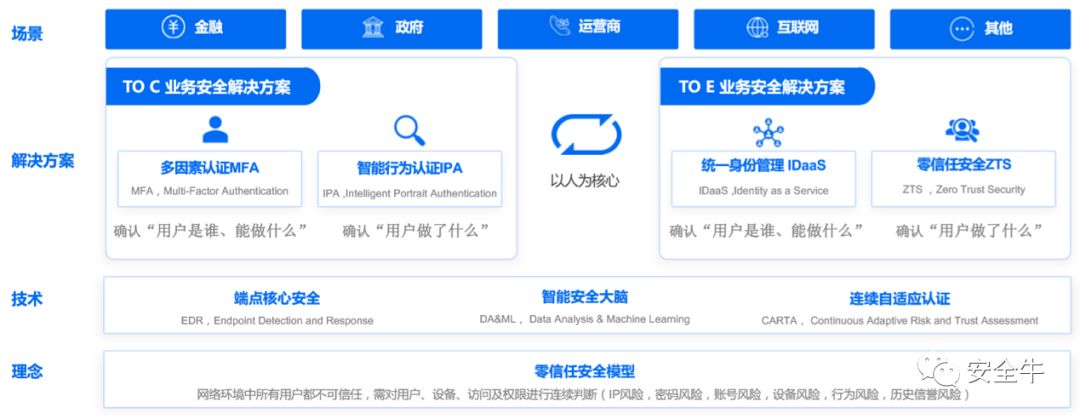 场景
金融
政府
运营商
互联网
其他
解决方案
TO C 业务安全解决方案
多因素认证MFA
MFA，Multi-Factor Authentication
确认“用户是谁、能做什么”
智能行为认证IPA
IPA ,Intelligent Portrait Authentication
确认“用户做了什么”
以人为核心
TO E 业务安全解决方案
统一身份管理 IDaaS
IDaaS ,Identity as a Service
确认“用户是谁、能做什么”
零信任安全ZTS
ZTS ，Zero Trust Security
确认“用户做了什么”
技术
端点核心安全
EDR，Endpoint Detection and Response
智能安全大脑
DA&ML， Data Analysis & Machine Learning
连续自适应认证
CARTA， Continuous Adaptive Risk and Trust Assessment
理念
零信任安全模型
网络环境中所有用户都不可信任，需对用户、设备、访问及权限进行连续判断（IP风险，密码风险，账号风险，设备风险，行为风险，历史信誉风险）
安全牛